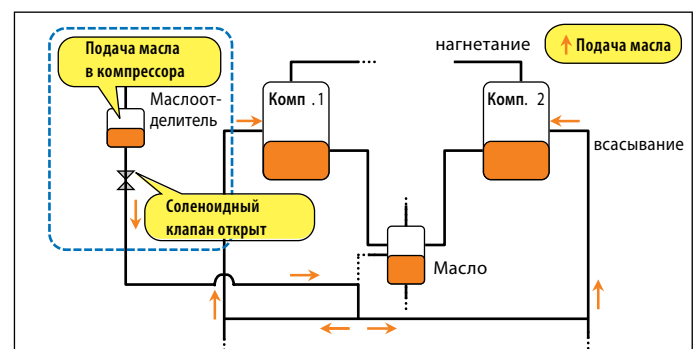 Подача масла
в компрессора
Маслоот-
делитель
Соленоидный
клапан открыт
нагнетание
Подача масла
Комп .1
Комп. 2
всасывание
Масло